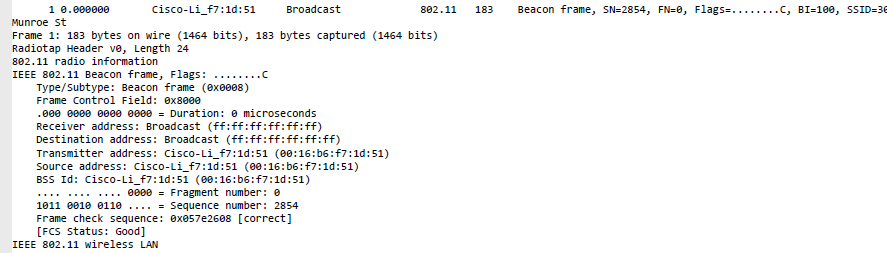 1 0.000000 Cisco-Li_f7:1d:51 Broadcast 802.11 183 Beacon frame, SN=2854, FN=0, Flags=........C, BI=100, SSID=30
Munroe St
Frame 1: 183 bytes on wire (1464 bits), 183 bytes captured (1464 bits)
Radiotap Header v0, Length 24
802.11 radio information
IEEE 802.11 Beacon frame, Flags: ........C
Type/Subtype: Beacon frame (0x0008)
Frame Control Field: 0x8000
.000 0000 0000 0000 = Duration: 0 microseconds
Receiver address: Broadcast (ff:ff:ff:ff:ff:ff)
Destination address: Broadcast (ff:ff:ff:ff:ff:ff)
Transmitter address: Cisco-Li_f7:1d:51 (00:16:b6:f7:1d:51)
Source address: Cisco-Li_f7:1d:51 (00:16:b6:f7:1d:51)
BSS Id: Cisco-Li_f7:1d:51 (00:16:b6:f7:1d:51)
.... .... .... 0000 = Fragment number: 0
1011 0010 0110 .... = Sequence number: 2854
Frame check sequence: 0x057e2608 [correct]
[FCS Status: Good]
IEEE 802.11 wireless LAN